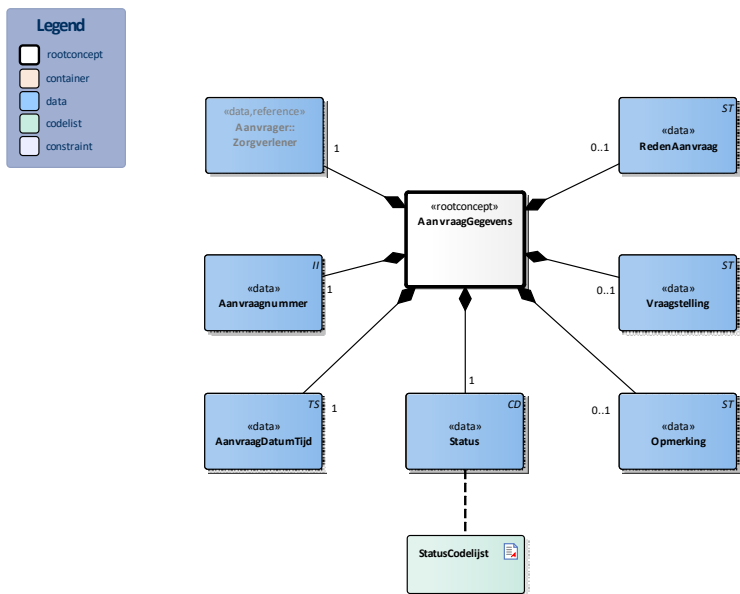 Legend
rootconcept
container
data
codelist
constraint
«data,reference»
Aanvrager::
Zorgverlener
1
ST
«data»
RedenAanvraag
0..1
«rootconcept»
AanvraagGegevens
II
«data»
Aanvraagnummer
1
ST
«data»
Vraagstelling
0..1
TS
«data»
AanvraagDatumTijd
1
CD
«data»
Status
1
ST
«data»
Opmerking
0..1
StatusCodelijst